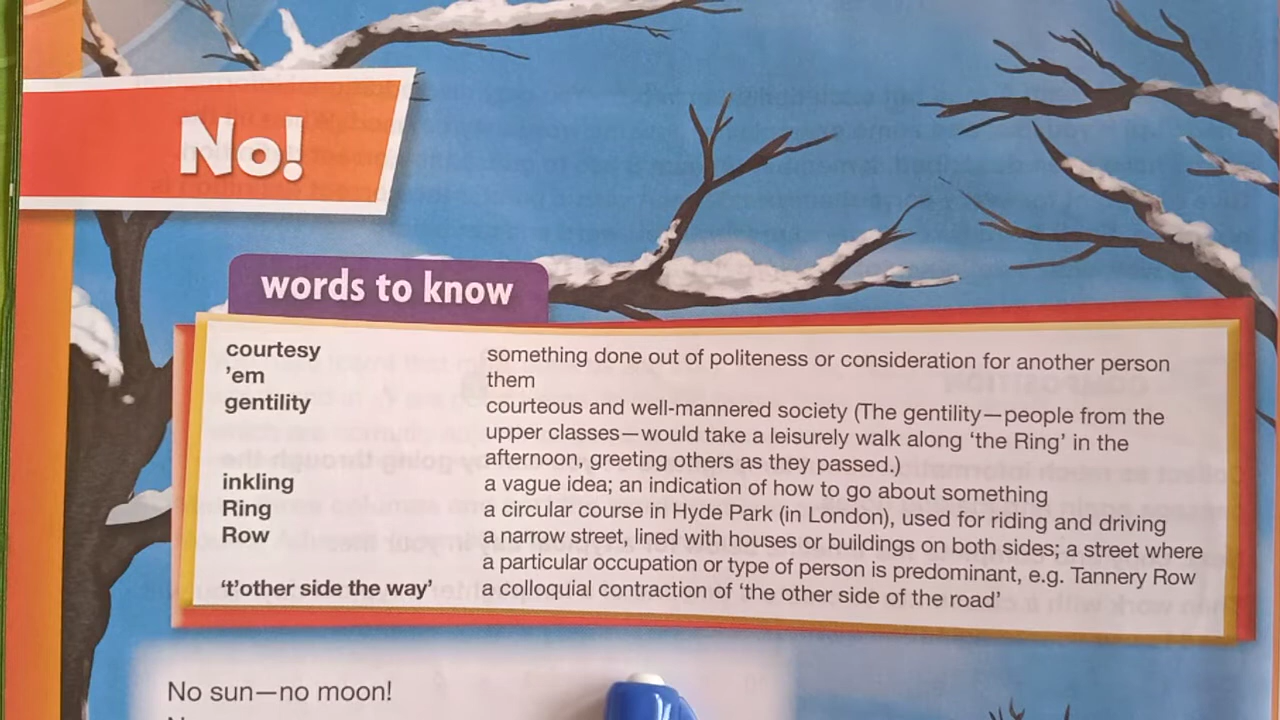 No!
words to know
courtesy something done out of politeness or consideration for another person
'em them
gentility courteous and well-mannered society (The gentility—people from the
upper classes—would take a leisurely walk along 'the Ring' in the
afternoon, greeting others as they passed.)
inkling a vague idea; an indication of how to go about something
Ring a circular course in Hyde Park (in London), used for riding and driving
Row a narrow street, lined with houses or buildings on both sides; a street where
a particular occupation or type of person is predominant, e.g. Tannery Row
't'other side the way' a colloquial contraction of 'the other side of the road'
No sun—no moon!